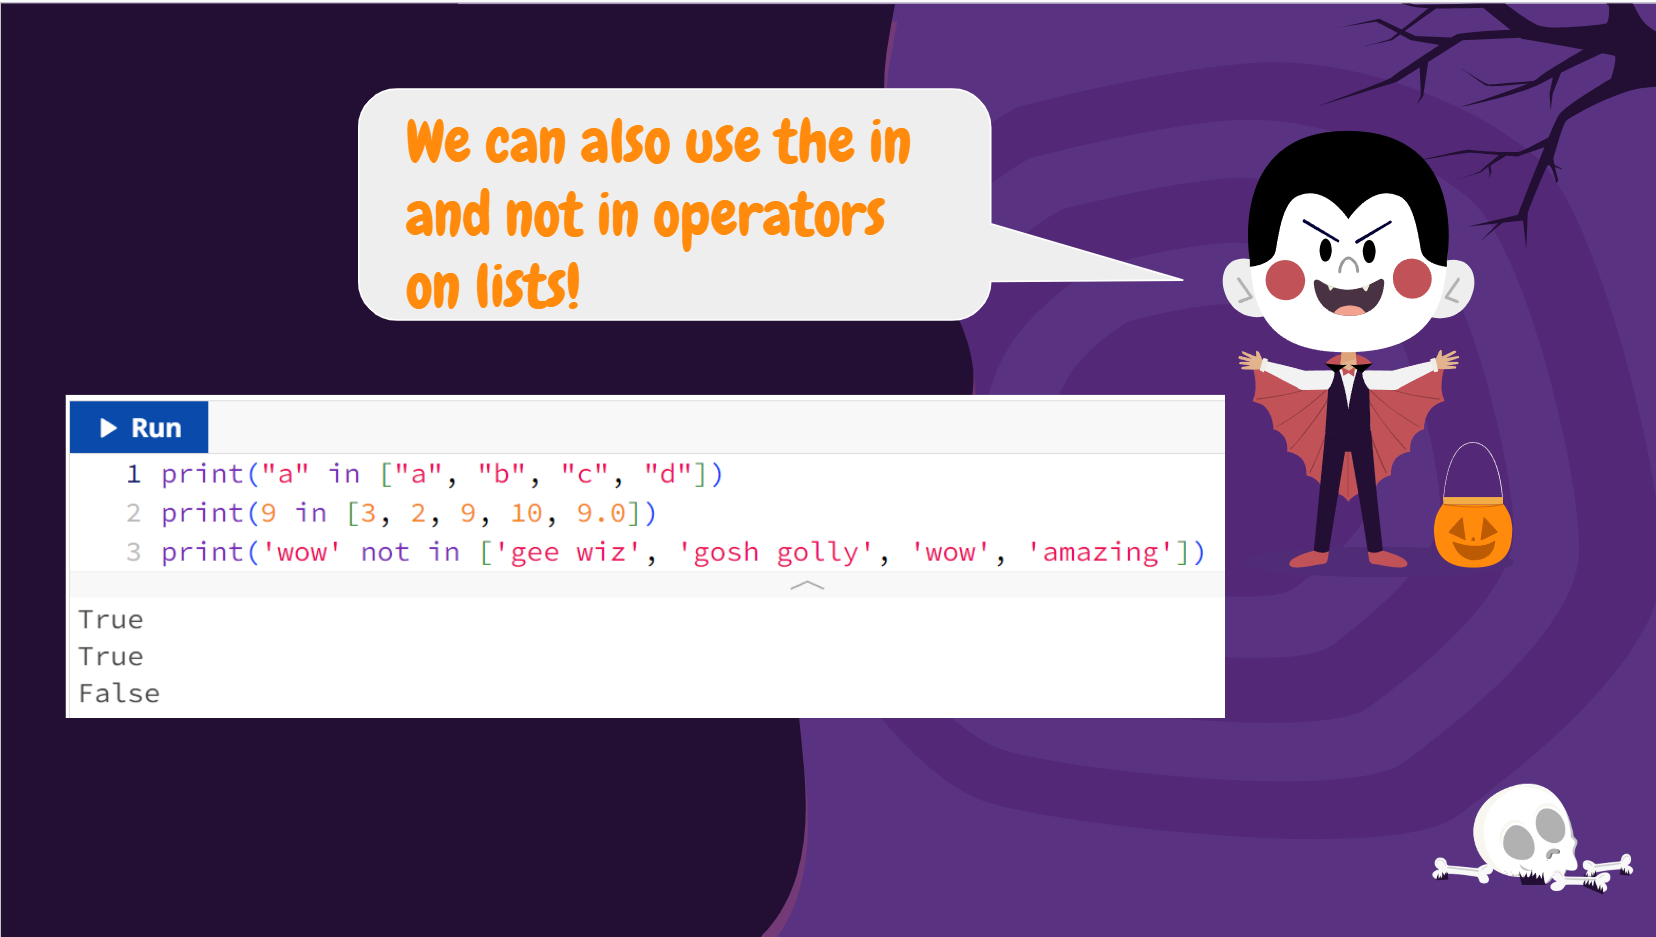 We can also use the in
and not in operators
on lists!
Run
1 print("a" in ["a", "b", "c", "d"])
2 print(9 in [3, 2, 9, 10, 9.0])
3 print('wow' not in ['gee wiz', 'gosh golly', 'wow', 'amazing'])
True
True
False